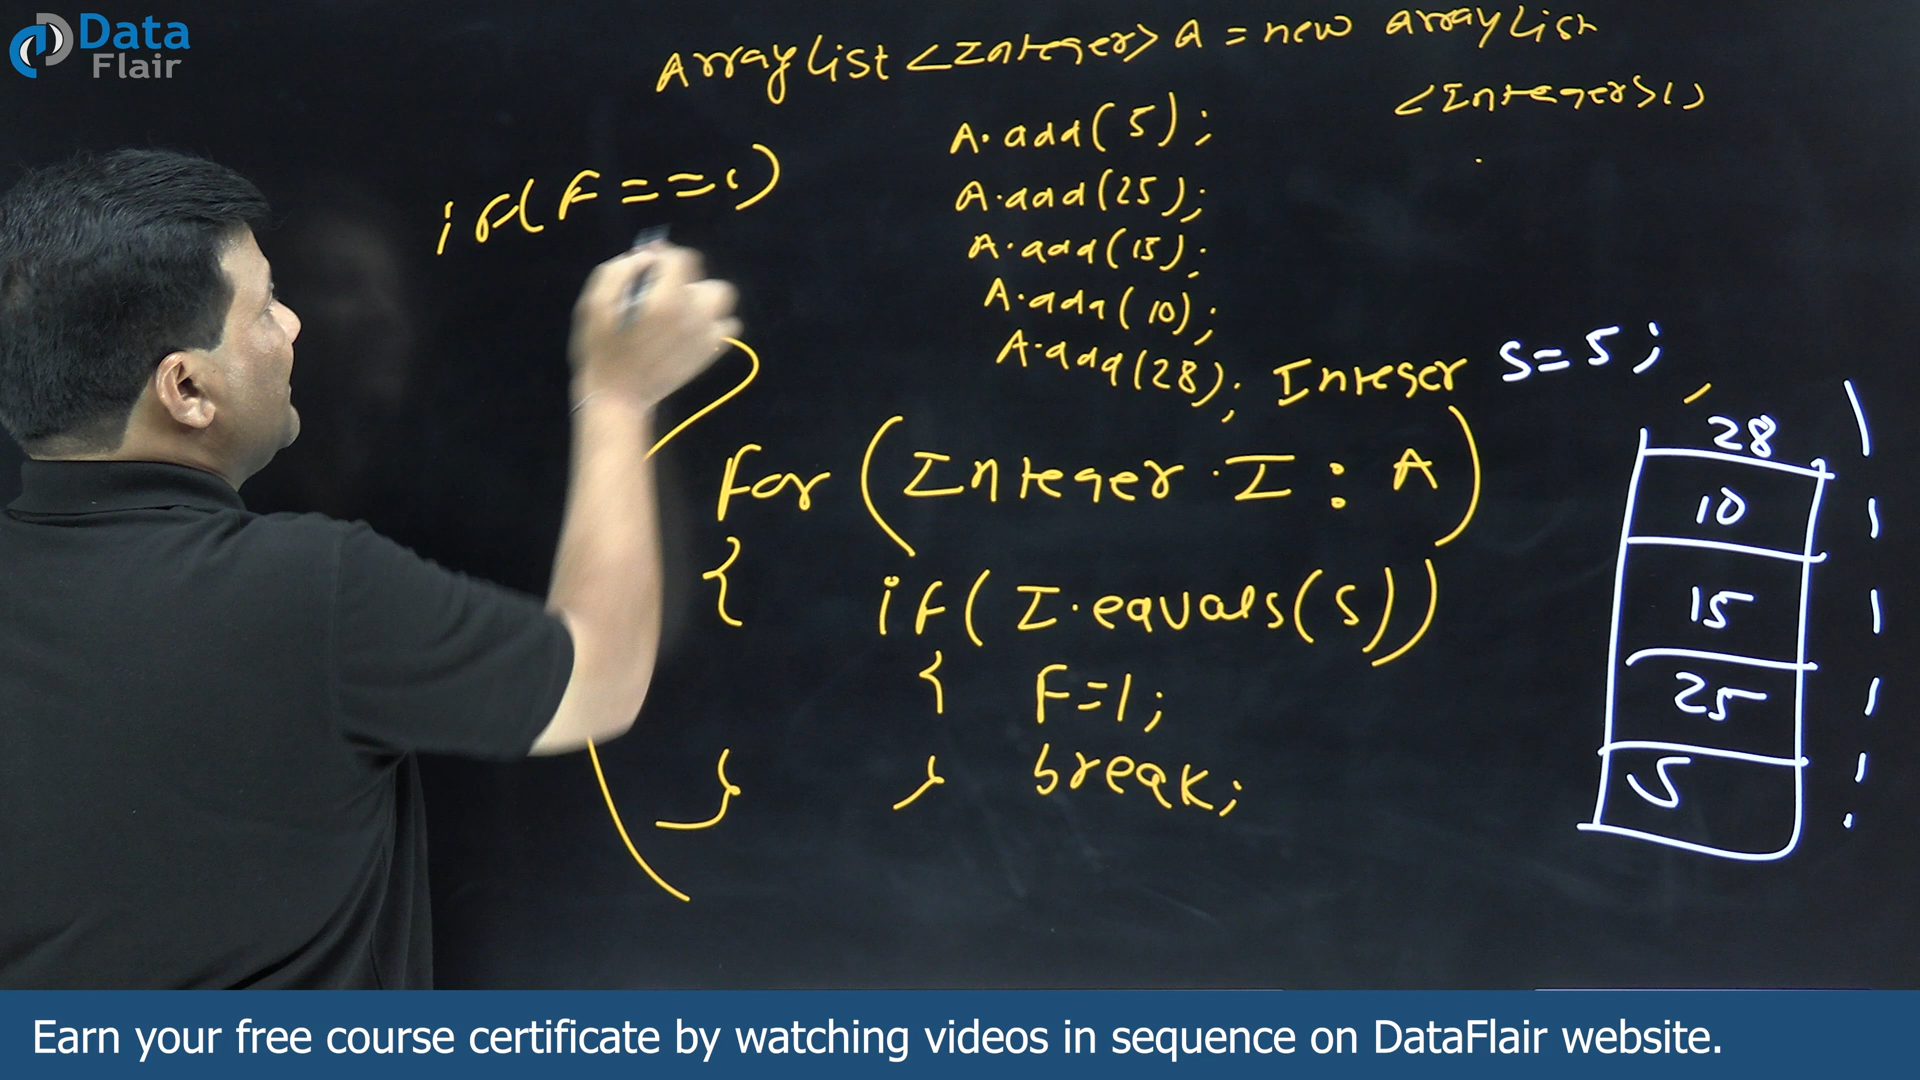 Data
Flair
ArrayList <Integer> A = new arrayList
<Integer>()
A.add(5);
A.add(25);
A.add(15);
A.add(10);
A.add(28);
Integer S=5;
if(F==1)
for(Integer I : A)
{
if(I.equals(S))
{ F=1;
break;
}
}
28
10
15
25
5
Earn your free course certificate by watching videos in sequence on DataFlair website.